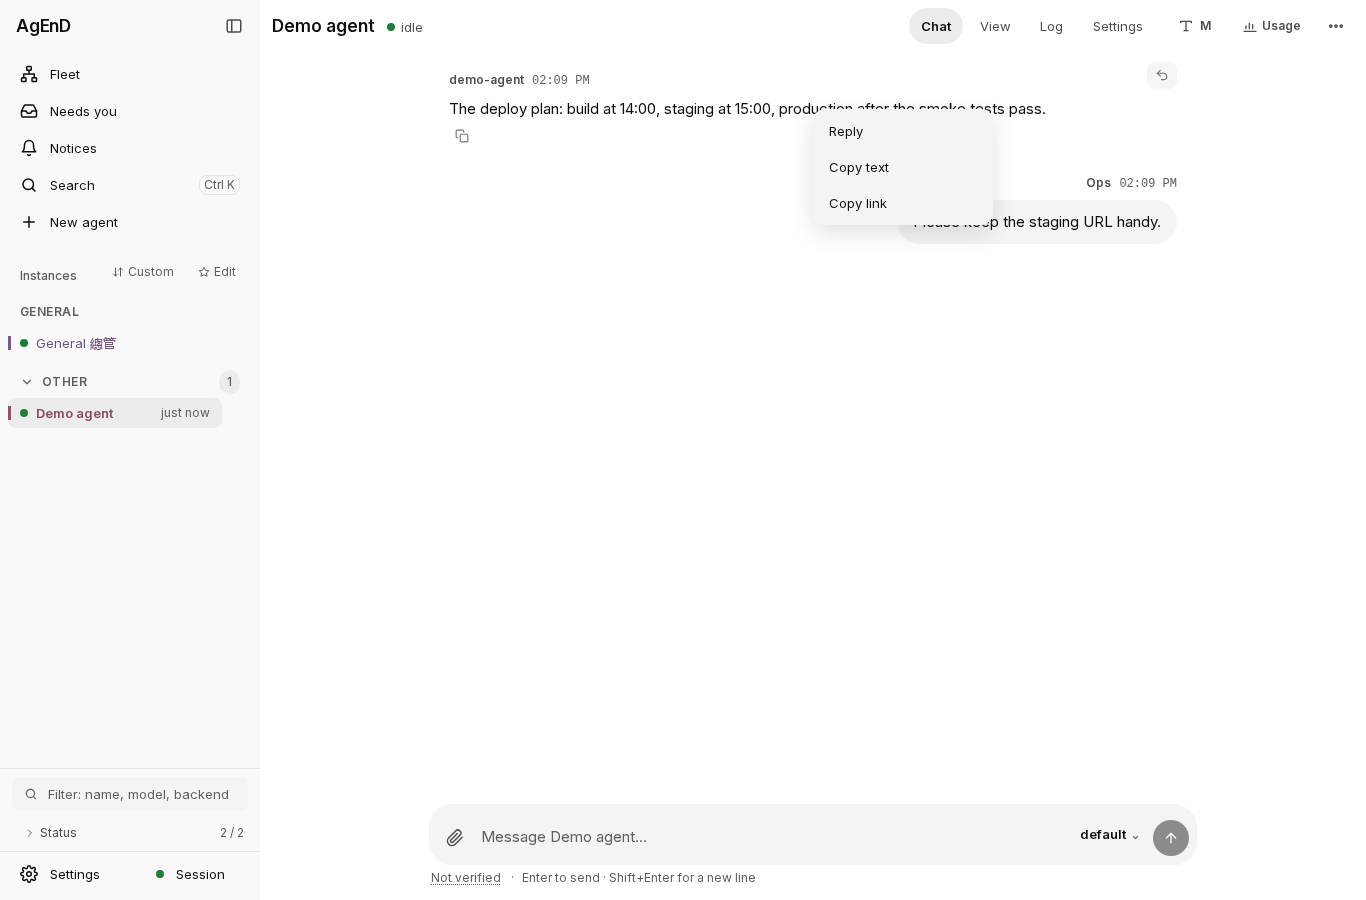 AgEnD
Fleet
Needs you
Notices
Search Ctrl K
New agent
Instances Custom Edit
GENERAL
General 總管
OTHER 1
Demo agent just now
Filter: name, model, backend
Status 2 / 2
Settings Session
Demo agent idle
Chat View Log Settings M Usage
demo-agent 02:09 PM
The deploy plan: build at 14:00, staging at 15:00, production after the smoke tests pass.
Reply
Copy text
Copy link
Ops 02:09 PM
Please keep the staging URL handy.
Message Demo agent...
default
Not verified · Enter to send · Shift+Enter for a new line